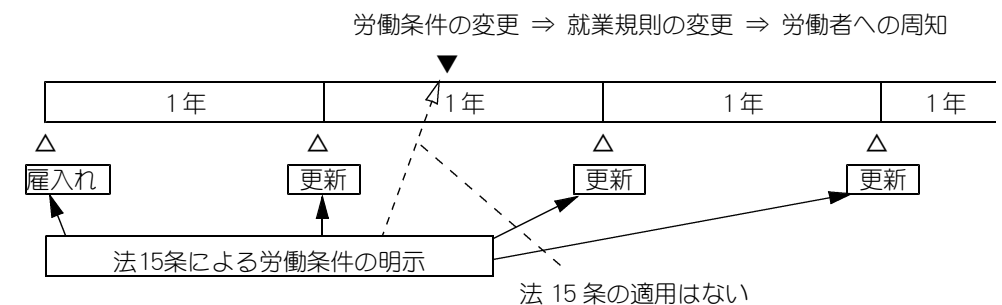 労働条件の変更 ⇒ 就業規則の変更 ⇒ 労働者への周知
▼
1年 1年 1年 1年
△ △ △ △
雇入れ 更新 更新 更新
法15条による労働条件の明示
法 15 条の適用はない